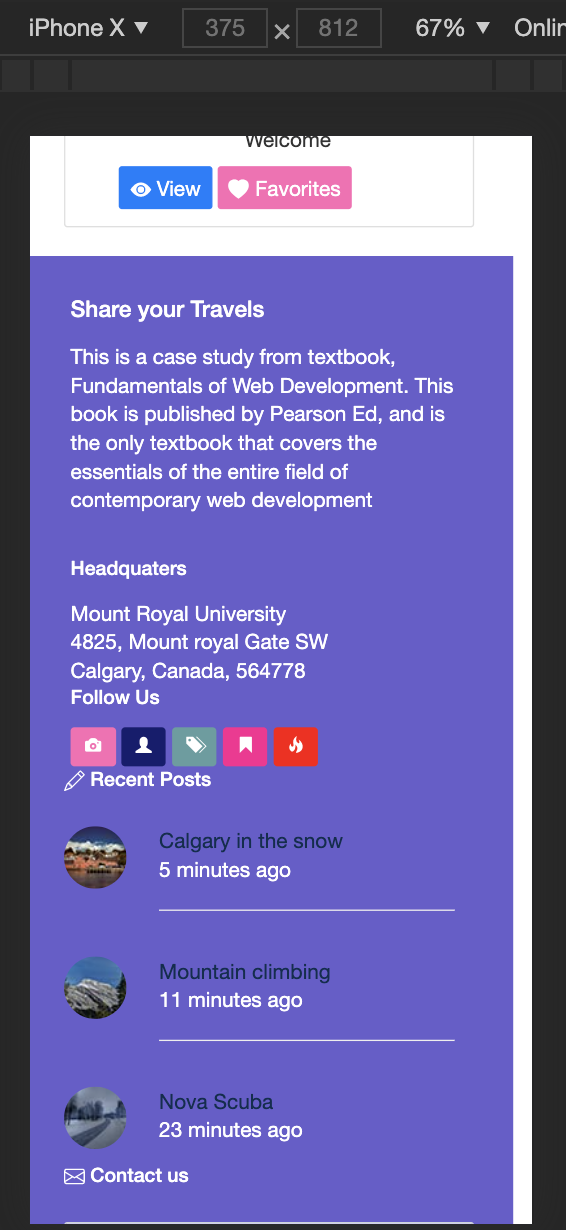 iPhone X ▼ 375 × 812 67% ▼ Onlin
Welcome
View Favorites
Share your Travels
This is a case study from textbook,
Fundamentals of Web Development. This
book is published by Pearson Ed, and is
the only textbook that covers the
essentials of the entire field of
contemporary web development
Headquaters
Mount Royal University
4825, Mount royal Gate SW
Calgary, Canada, 564778
Follow Us
Recent Posts
Calgary in the snow
5 minutes ago
Mountain climbing
11 minutes ago
Nova Scuba
23 minutes ago
Contact us